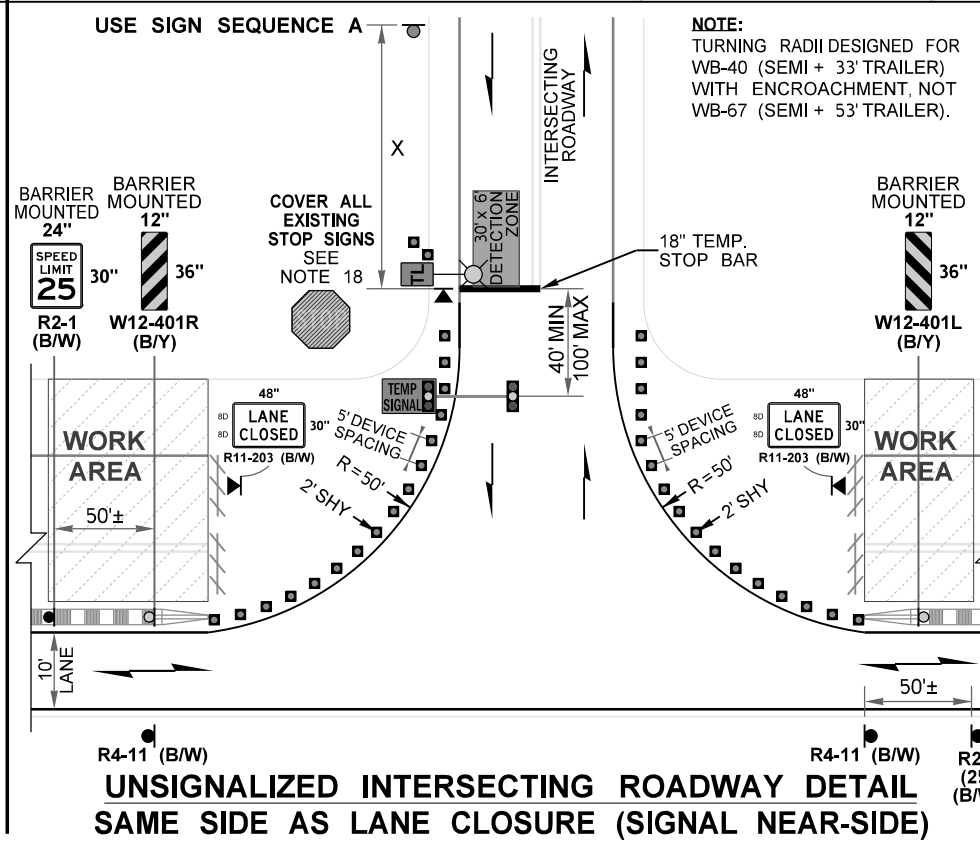 USE SIGN SEQUENCE A
NOTE:
TURNING RADII DESIGNED FOR
WB-40 (SEMI + 33' TRAILER)
WITH ENCROACHMENT, NOT
WB-67 (SEMI + 53' TRAILER).
INTERSECTING
ROADWAY
X
BARRIER
MOUNTED
24"
SPEED
LIMIT
25
30"
R2-1
(B/W)
BARRIER
MOUNTED
12"
36"
W12-401R
(B/Y)
COVER ALL
EXISTING
STOP SIGNS
SEE
NOTE 18
TL
30' x 6'
DETECTION
ZONE
18" TEMP.
STOP BAR
BARRIER
MOUNTED
12"
36"
W12-401L
(B/Y)
40' MIN
100' MAX
TEMP
SIGNAL
48"
8D
8D
LANE
CLOSED
30"
R11-203 (B/W)
WORK
AREA
50'±
5' DEVICE
SPACING
R=50'
2' SHY
5' DEVICE
SPACING
R=50'
2' SHY
48"
8D
8D
LANE
CLOSED
30"
R11-203 (B/W)
WORK
AREA
10'
LANE
50'±
R4-11 (B/W)
R4-11 (B/W)
UNSIGNALIZED INTERSECTING ROADWAY DETAIL
SAME SIDE AS LANE CLOSURE (SIGNAL NEAR-SIDE)